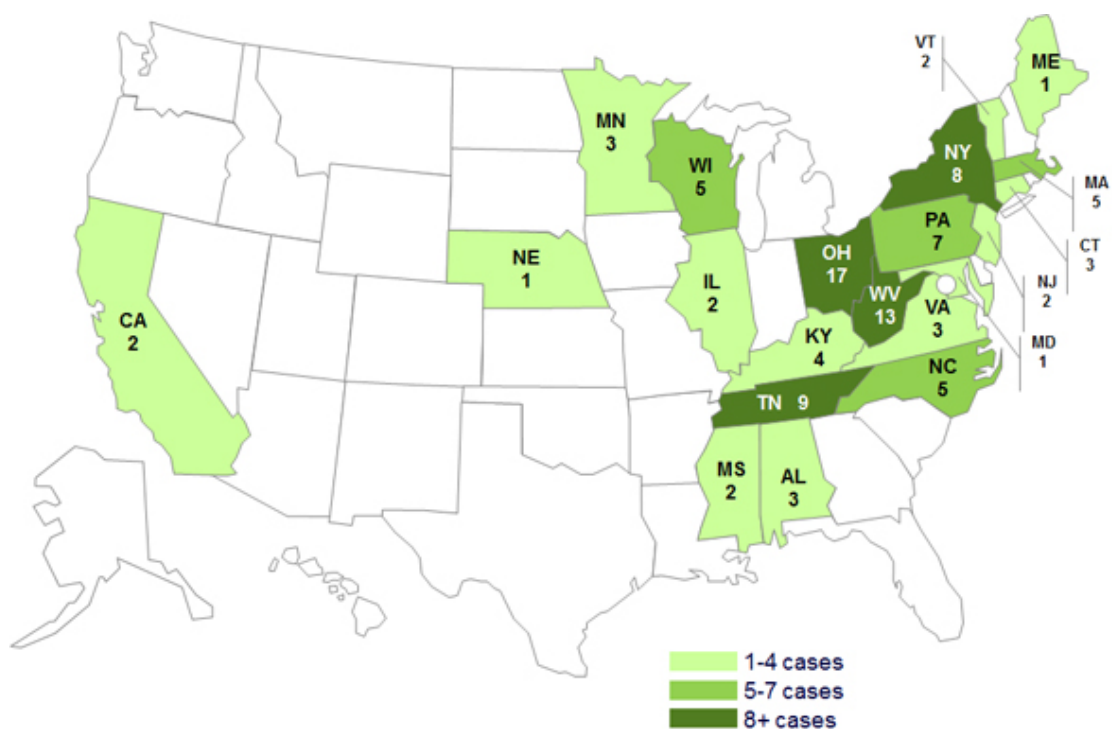 VT
2
ME
1
MN
3
NY
8
WI
5
MA
5
PA
7
CT
3
OH
17
NE
1
IL
2
NJ
2
WV
13
VA
3
CA
2
KY
4
MD
1
NC
5
TN 9
MS
2
AL
3
1-4 cases
5-7 cases
8+ cases